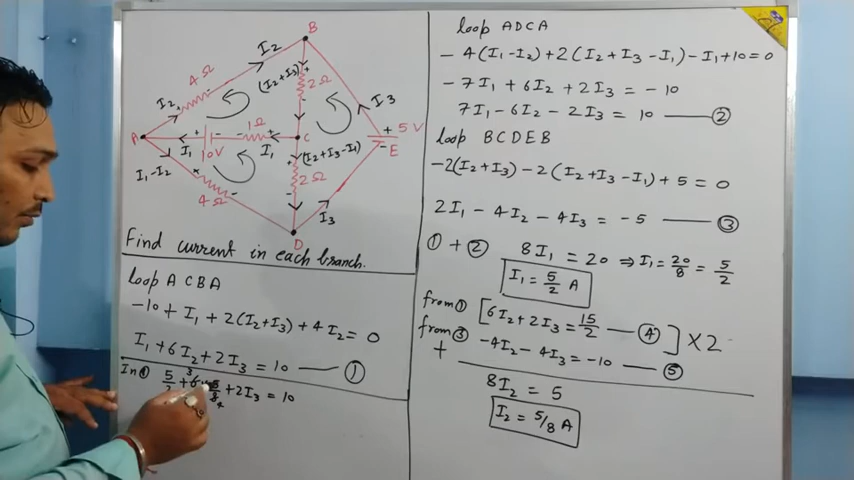 B
I2
4Ω
I2
(I2+I3)
2Ω
I3
A
I1
10V
1Ω
I1
C
5V
E
(I2+I3-I1)
I1-I2
4Ω
2Ω
I3
D
Find current in each branch.
loop A C B A
-10 + I1 + 2(I2+I3) + 4I2 = 0
I1 + 6I2 + 2I3 = 10 —— ①
In ①
+ 2I3 = 10
loop ADCA
- 4(I1-I2) + 2(I2+I3-I1) - I1 + 10 = 0
- 7I1 + 6I2 + 2I3 = - 10
7I1 - 6I2 - 2I3 = 10 —— ②
loop BCDEB
-2(I2+I3) - 2(I2+I3-I1) + 5 = 0
2I1 - 4I2 - 4I3 = -5 —— ③
① + ② 8I1 = 20 ⇒ I1 = 20/8 = 5/2
I1 = 5/2 A
from ① [6I2 + 2I3 = 15/2 —— ④ ] × 2
from ③ -4I2 - 4I3 = -10 —— ⑤
+
8I2 = 5
I2 = 5/8 A